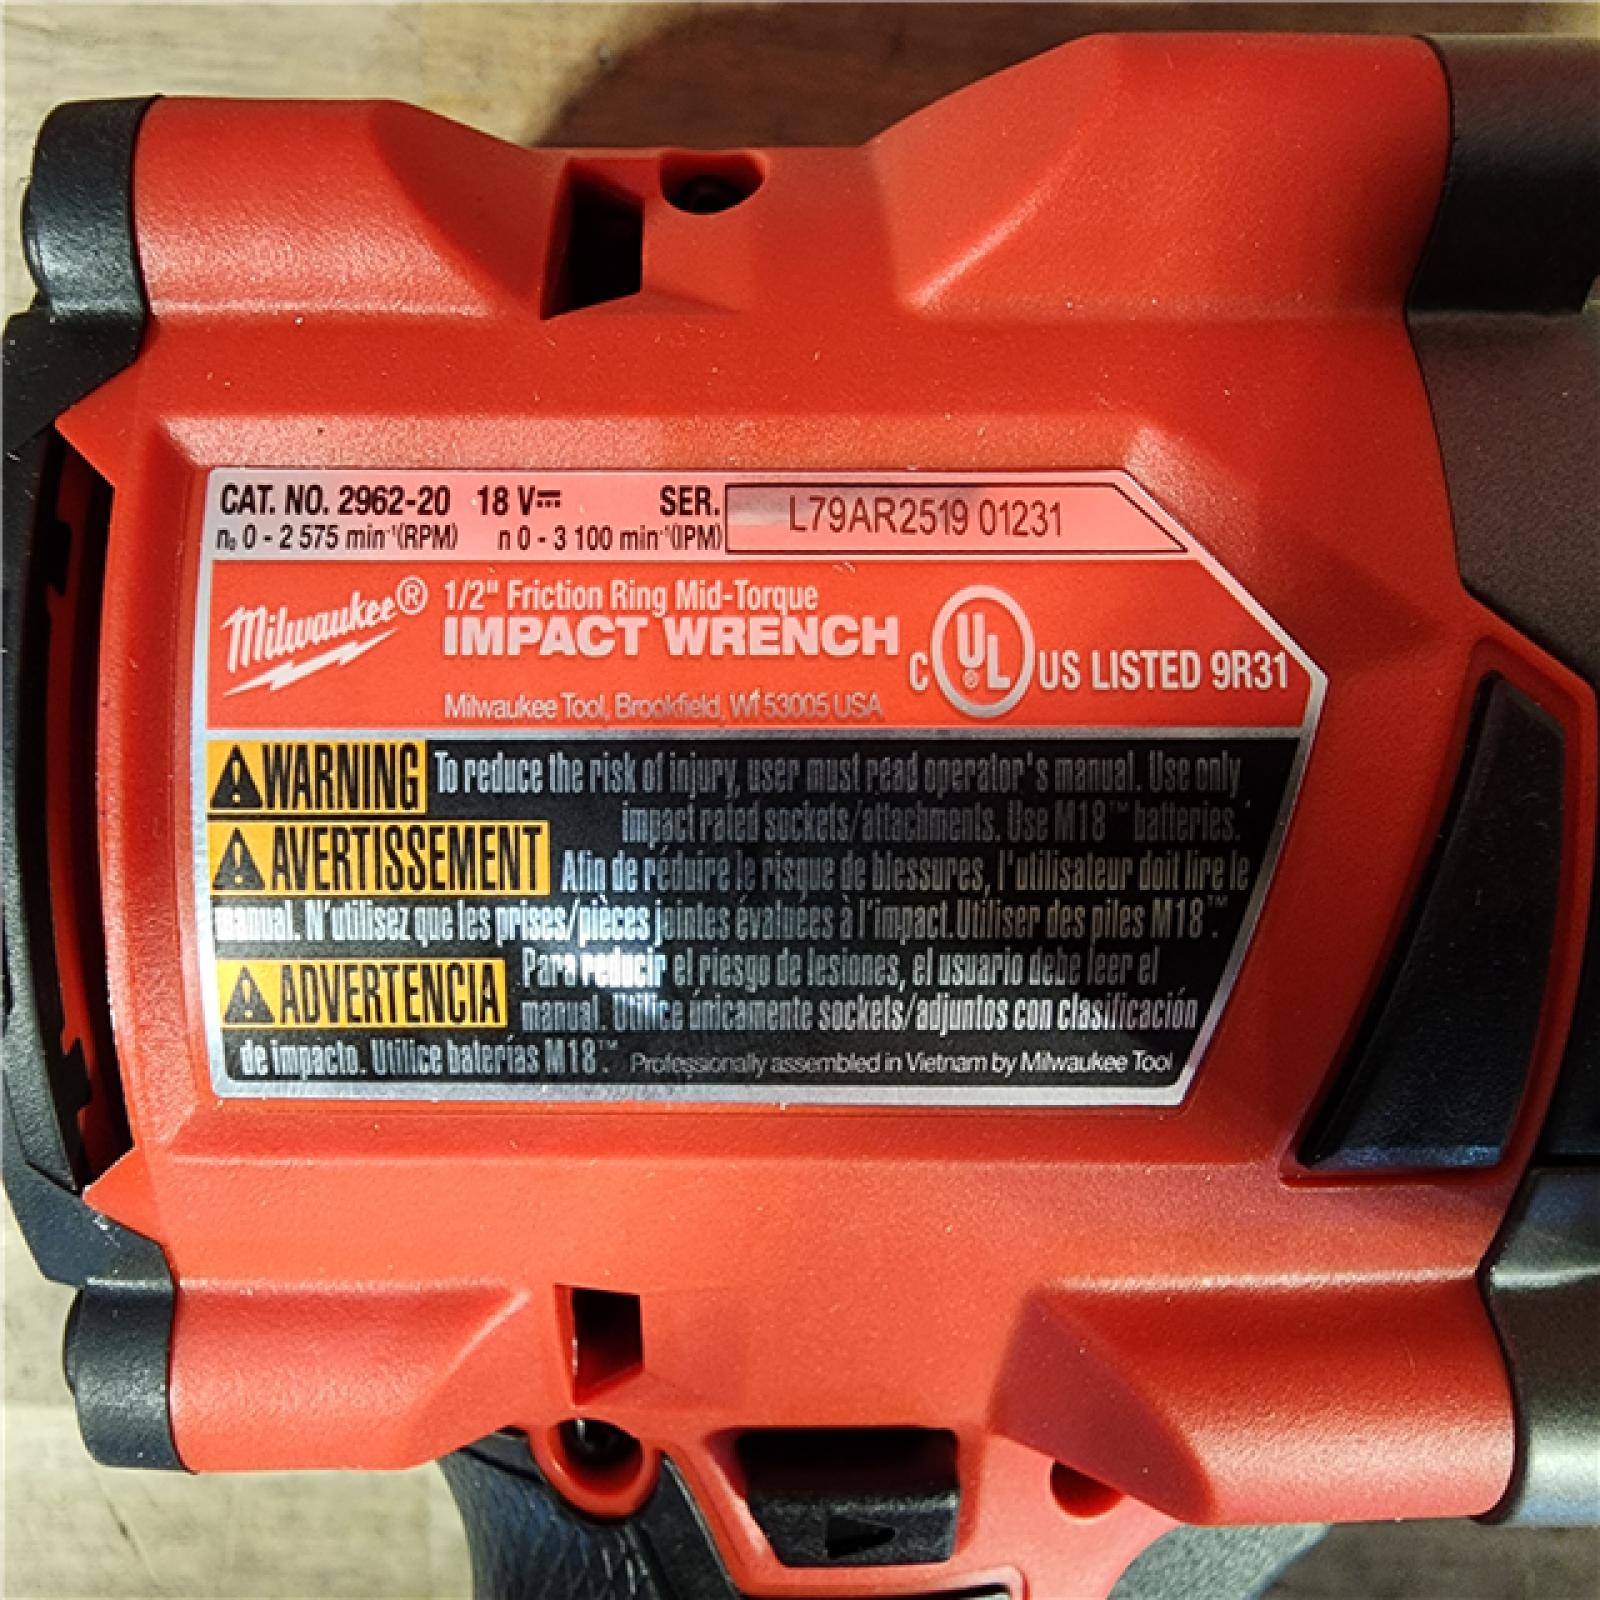 CAT. NO. 2962-20 18 V⎓ SER. L79AR2519 01231
n₀ 0 - 2 575 min⁻¹(RPM) n 0 - 3 100 min⁻¹(IPM)
Milwaukee® 1/2" Friction Ring Mid-Torque
IMPACT WRENCH
C UL® US LISTED 9R31
Milwaukee Tool, Brookfield, WI 53005 USA
⚠WARNING To reduce the risk of injury, user must read operator's manual. Use only
impact rated sockets/attachments. Use M18™ batteries.
⚠AVERTISSEMENT Afin de réduire le risque de blessures, l'utilisateur doit lire le
manual. N'utilisez que les prises/pièces jointes évaluées à l'impact.Utiliser des piles M18™.
⚠ADVERTENCIA Para reducir el riesgo de lesiones, el usuario debe leer el
manual. Utilice únicamente sockets/adjuntos con clasificación
de impacto. Utilice baterías M18™. Professionally assembled in Vietnam by Milwaukee Tool